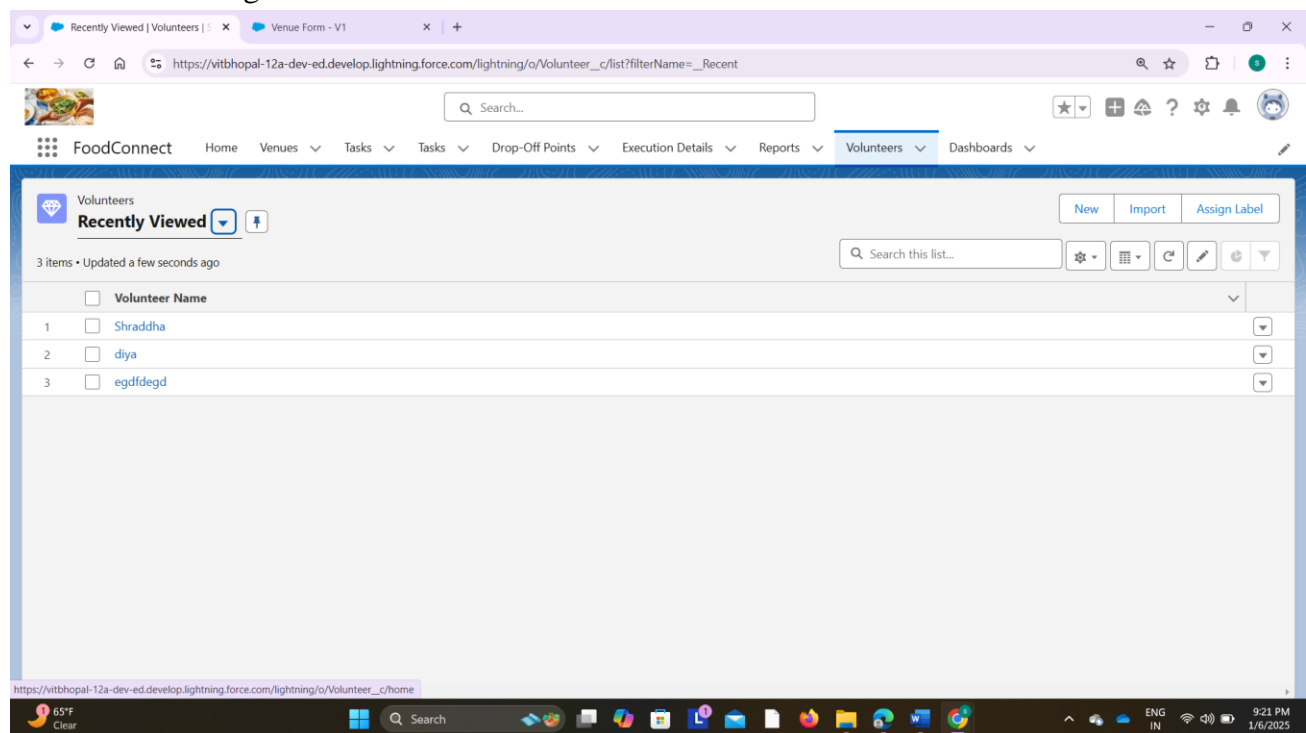 Recently Viewed | Volunteers | S
Venue Form - V1
https://vitbhopal-12a-dev-ed.develop.lightning.force.com/lightning/o/Volunteer__c/list?filterName=__Recent
s
Search...
FoodConnect Home Venues Tasks Tasks Drop-Off Points Execution Details Reports Volunteers Dashboards
Volunteers
Recently Viewed
New Import Assign Label
3 items • Updated a few seconds ago
Search this list...
Volunteer Name
1 Shraddha
2 diya
3 egdfdegd
https://vitbhopal-12a-dev-ed.develop.lightning.force.com/lightning/o/Volunteer__c/home
1
65°F
Clear
Search
ENG
IN
9:21 PM
1/6/2025